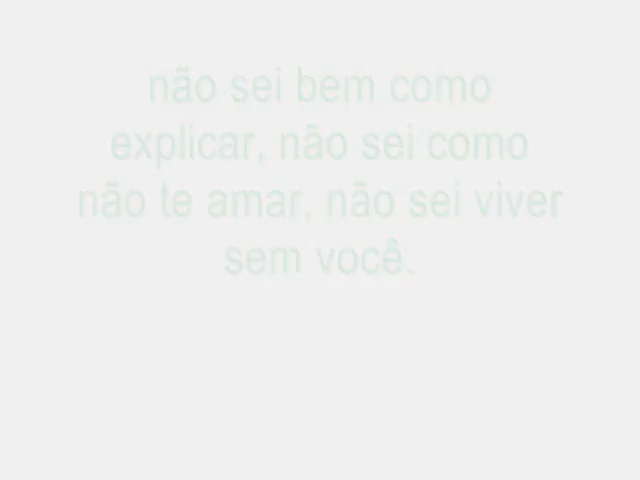 não sei bem como
explicar, não sei como
não te amar, não sei viver
sem você.